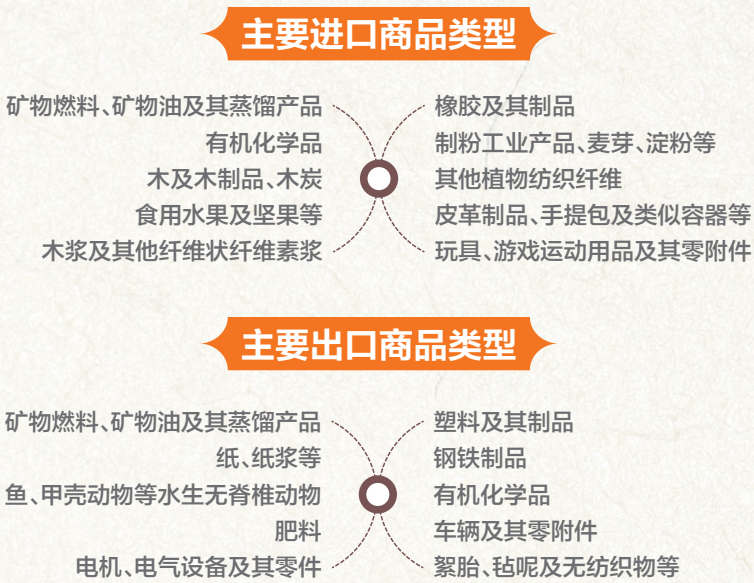 主要进口商品类型
矿物燃料、矿物油及其蒸馏产品
有机化学品
木及木制品、木炭
食用水果及坚果等
木浆及其他纤维状纤维素浆
橡胶及其制品
制粉工业产品、麦芽、淀粉等
其他植物纺织纤维
皮革制品、手提包及类似容器等
玩具、游戏运动用品及其零附件
主要出口商品类型
矿物燃料、矿物油及其蒸馏产品
纸、纸浆等
鱼、甲壳动物等水生无脊椎动物
肥料
电机、电气设备及其零件
塑料及其制品
钢铁制品
有机化学品
车辆及其零附件
絮胎、毡呢及无纺织物等